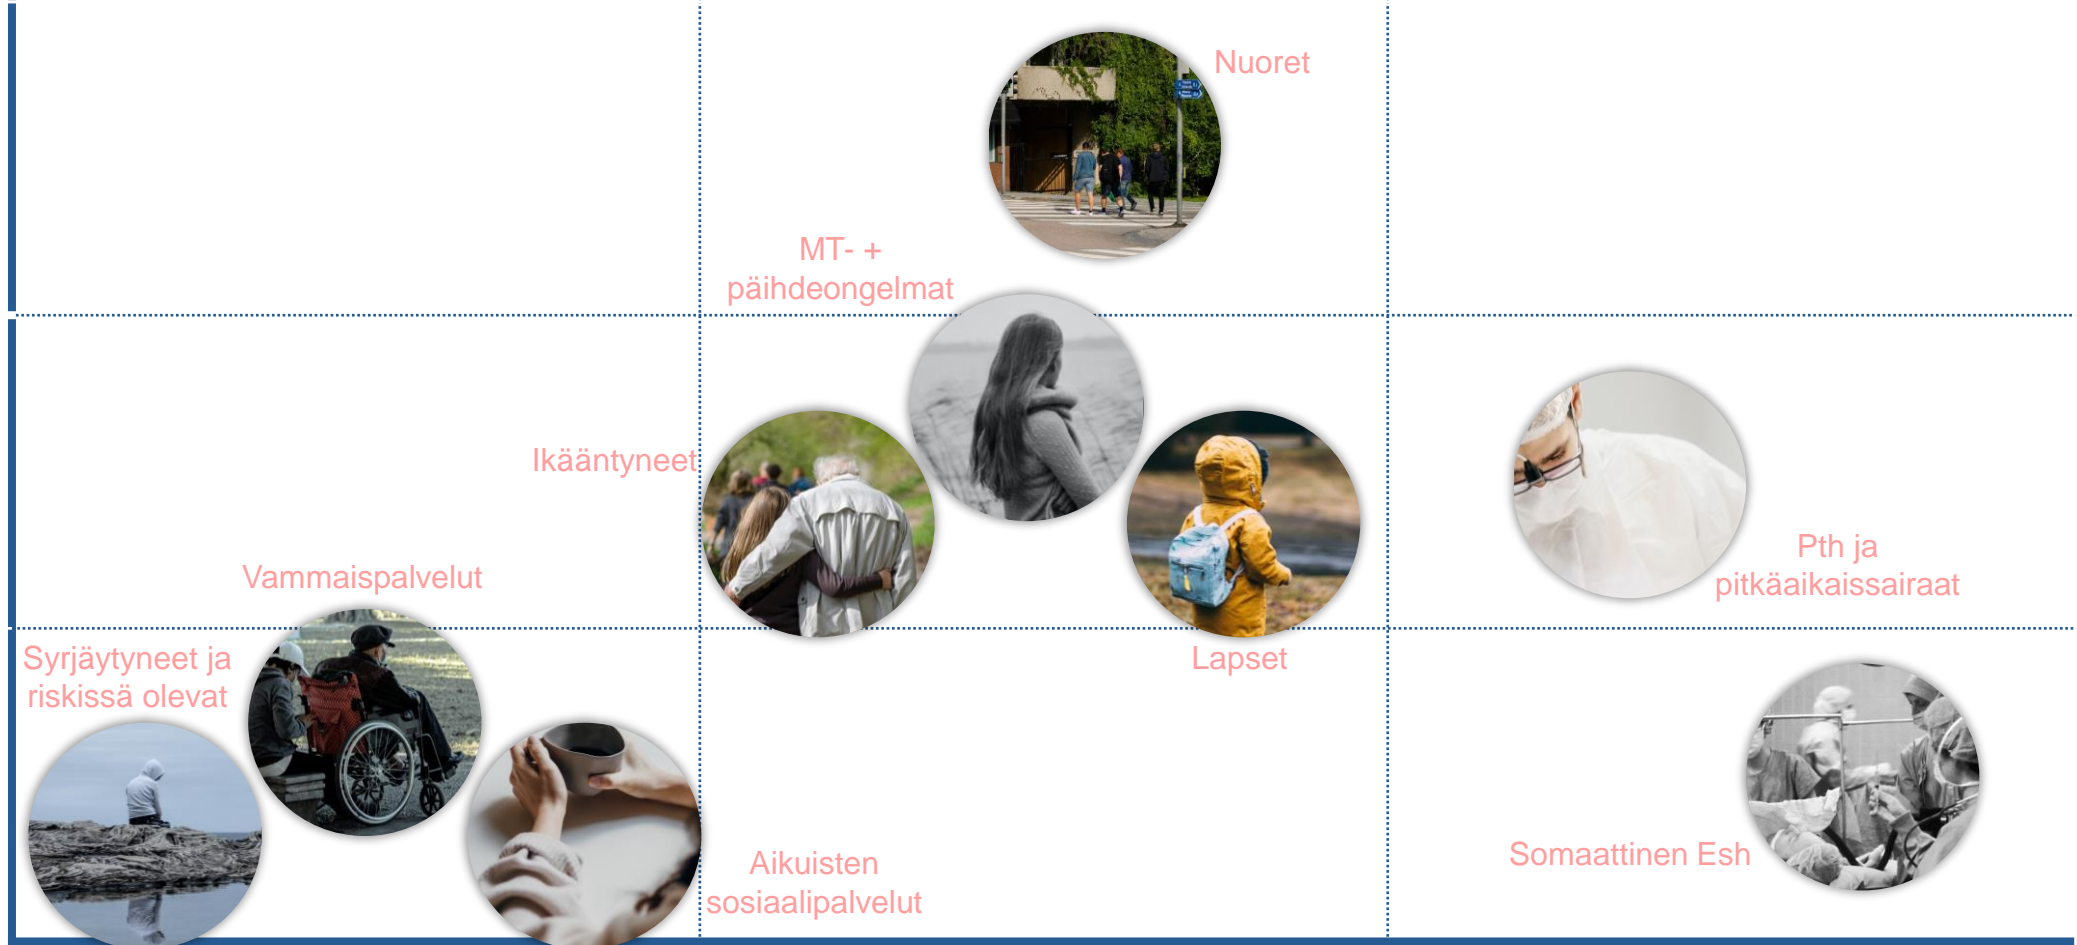 Nuoret
MT- +
päihdeongelmat
Ikääntyneet
Vammaispalvelut
Pth ja
pitkäaikaissairaat
Syrjäytyneet ja
riskissä olevat
Lapset
Aikuisten
sosiaalipalvelut
Somaattinen Esh